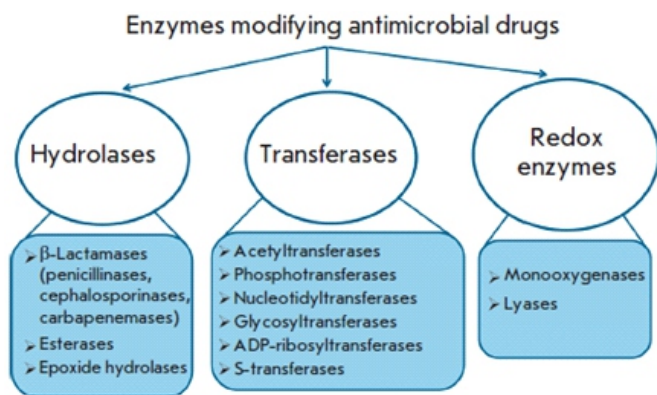 Enzymes modifying antimicrobial drugs
Hydrolases
Transferases
Redox
enzymes
➢ β-Lactamases
(penicillinases,
cephalosporinases,
carbapenemases)
➢ Esterases
➢ Epoxide hydrolases
➢ Acetyltransferases
➢ Phosphotransferases
➢ Nucleotidyltransferases
➢ Glycosyltransferases
➢ ADP-ribosyltransferases
➢ S-transferases
➢ Monooxygenases
➢ Lyases